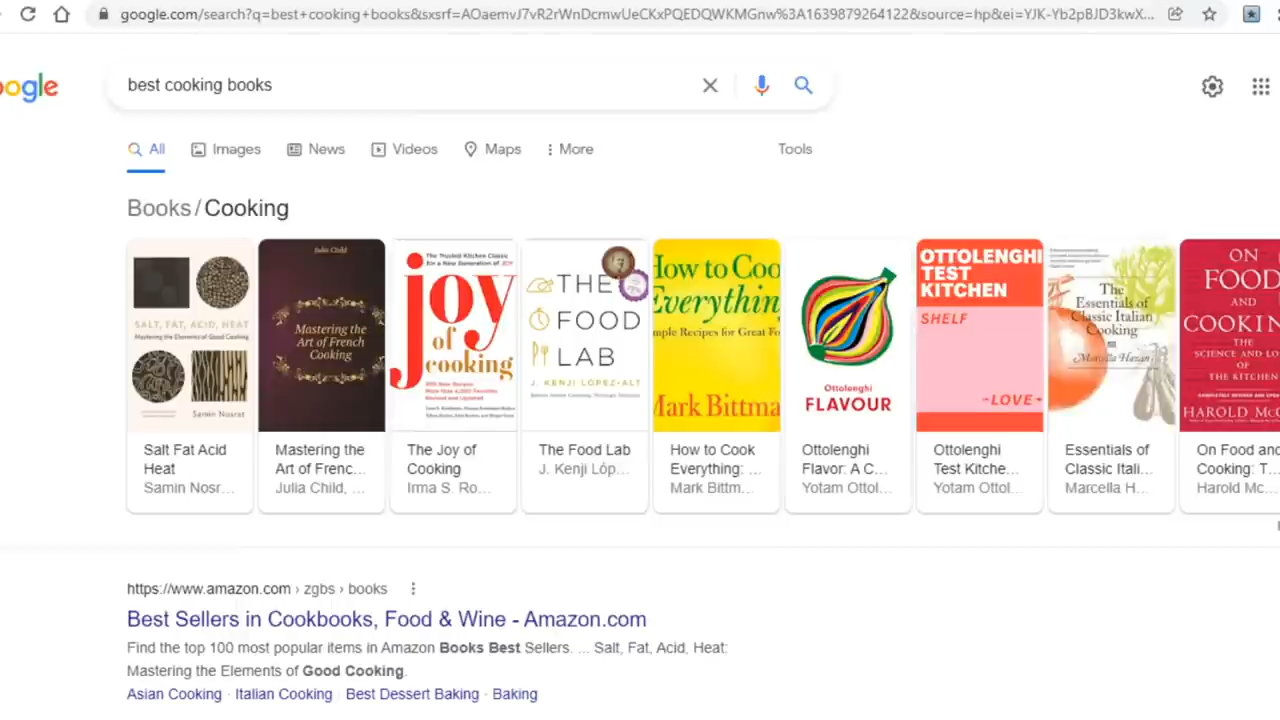 google.com/search?q=best+cooking+books&sxsrf=AOaemvJ7vR2rWnDcmwUeCKxPQEDQWKMGnw%3A1639879264122&source=hp&ei=YJK-Yb2pBJD3kwX...
ogle
best cooking books
All Images News Videos Maps More Tools
Books/Cooking
SALT, FAT, ACID, HEAT
Mastering the Elements of Good Cooking
Samin Nosrat
Julia Child
Mastering the
Art of French
Cooking
The Trusted Kitchen Classic
for a New Generation of JOY
joy
of
cooking
THE
FOOD
LAB
J. KENJI LÓPEZ-ALT
How to Coo
Everythin
mple Recipes for Great Fo
Mark Bittma
Ottolenghi
FLAVOUR
OTTOLENGHI
TEST
KITCHEN
SHELF
LOVE
The
Essentials of
Classic Italian
Cooking
Marcella Hazan
ON
FOOD
AND
COOKIN
THE
SCIENCE AND LO
OF THE KITCHEN
HAROLD McG
Salt Fat Acid
Heat
Samin Nosr...
Mastering the
Art of Frenc...
Julia Child, ...
The Joy of
Cooking
Irma S. Ro...
The Food Lab
J. Kenji Lóp...
How to Cook
Everything: ...
Mark Bittm...
Ottolenghi
Flavor: A C...
Yotam Ottol...
Ottolenghi
Test Kitche...
Yotam Ottol...
Essentials of
Classic Itali...
Marcella H...
On Food and
Cooking: T...
Harold Mc...
https://www.amazon.com › zgbs › books
Best Sellers in Cookbooks, Food & Wine - Amazon.com
Find the top 100 most popular items in Amazon Books Best Sellers. ... Salt, Fat, Acid, Heat:
Mastering the Elements of Good Cooking.
Asian Cooking · Italian Cooking · Best Dessert Baking · Baking